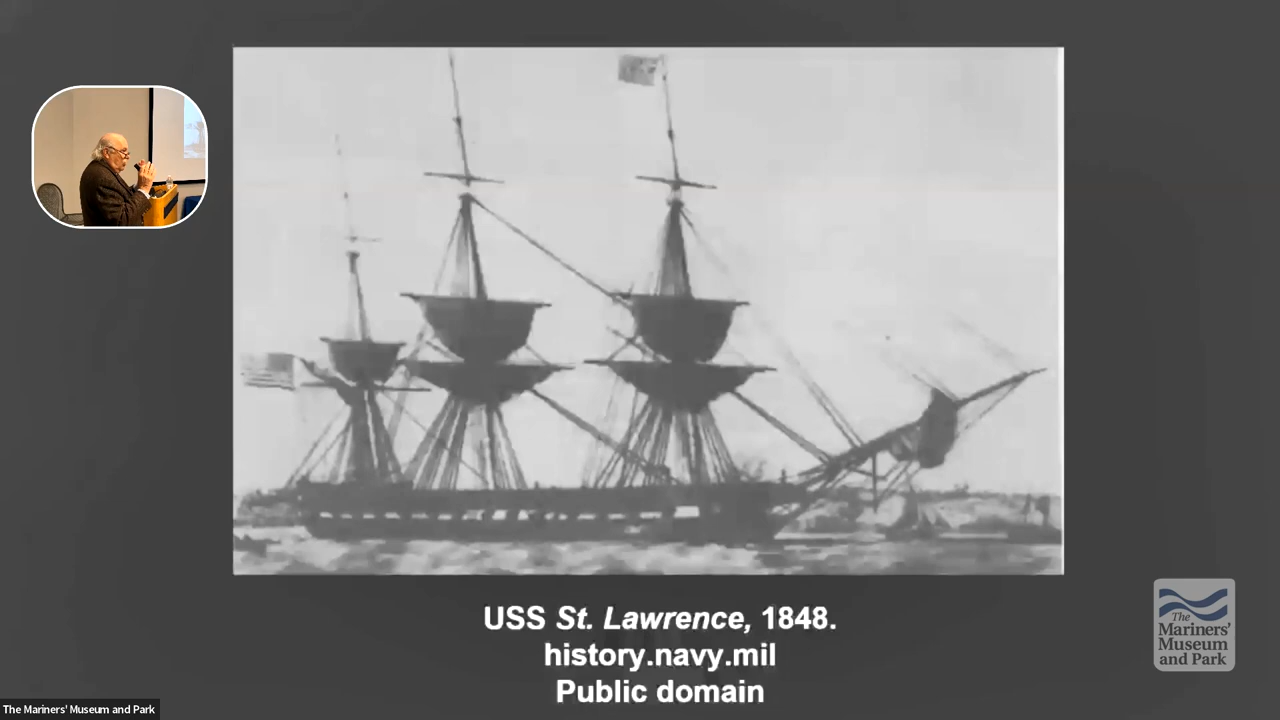 USS St. Lawrence, 1848.
history.navy.mil
Public domain
The
Mariners'
Museum
and Park
The Mariners' Museum and Park